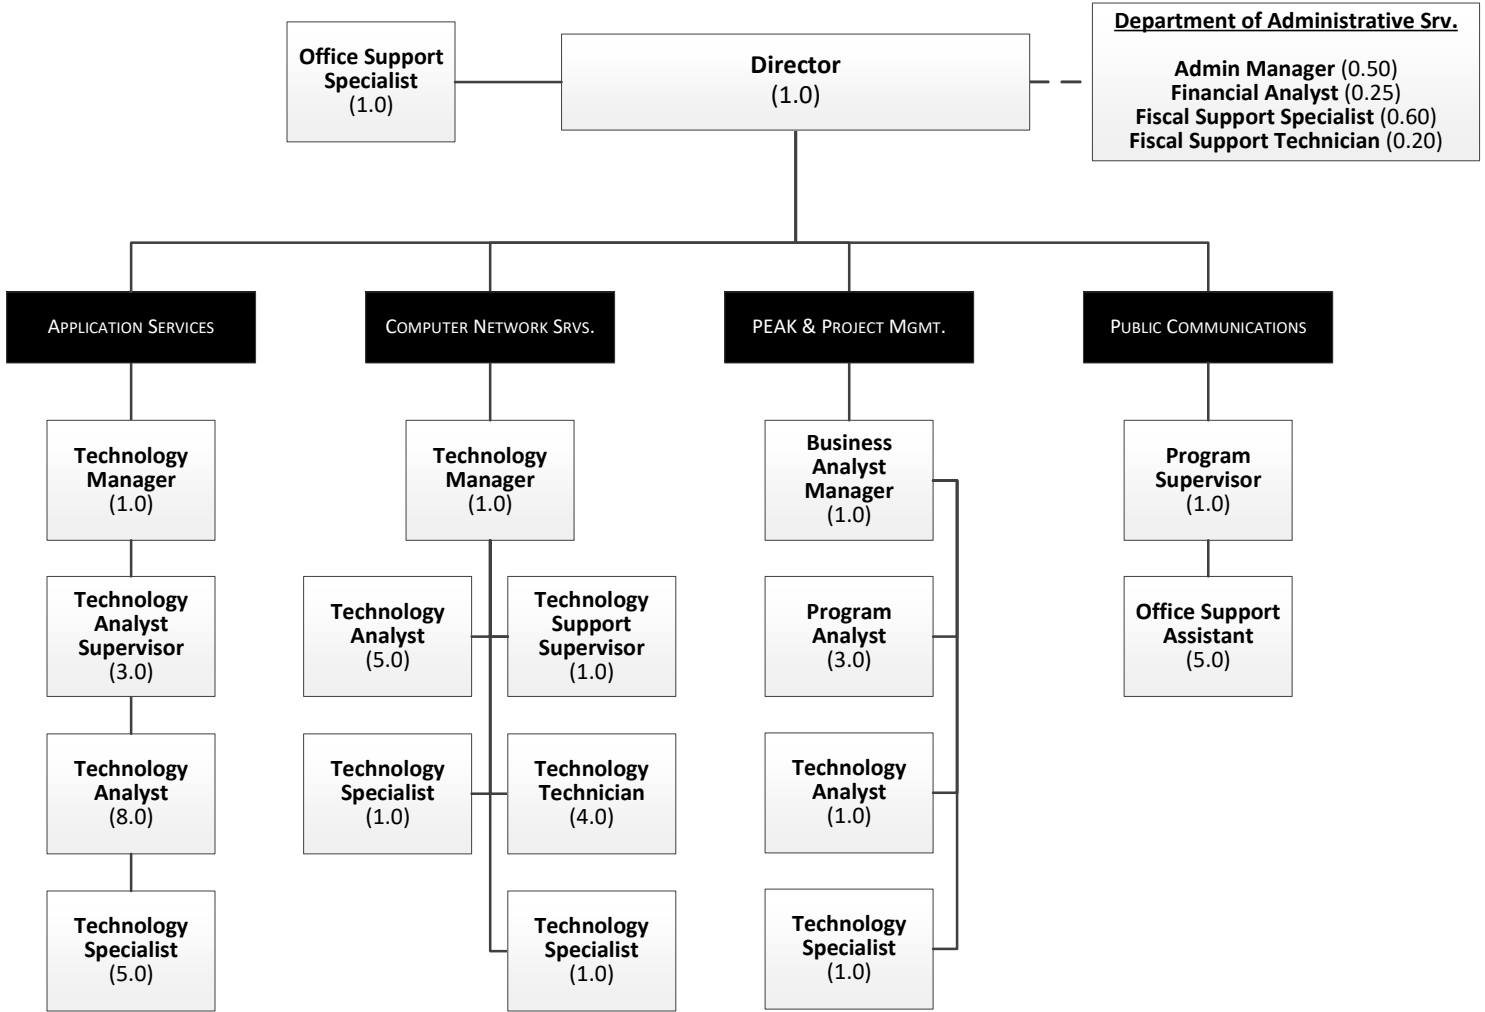 Office Support
Specialist
(1.0)
Director
(1.0)
Department of Administrative Srv.
Admin Manager (0.50)
Financial Analyst (0.25)
Fiscal Support Specialist (0.60)
Fiscal Support Technician (0.20)
APPLICATION SERVICES
COMPUTER NETWORK SRVS.
PEAK & PROJECT MGMT.
PUBLIC COMMUNICATIONS
Technology
Manager
(1.0)
Technology
Analyst
Supervisor
(3.0)
Technology
Analyst
(8.0)
Technology
Specialist
(5.0)
Technology
Manager
(1.0)
Technology
Analyst
(5.0)
Technology
Support
Supervisor
(1.0)
Technology
Specialist
(1.0)
Technology
Technician
(4.0)
Technology
Specialist
(1.0)
Business
Analyst
Manager
(1.0)
Program
Analyst
(3.0)
Technology
Analyst
(1.0)
Technology
Specialist
(1.0)
Program
Supervisor
(1.0)
Office Support
Assistant
(5.0)